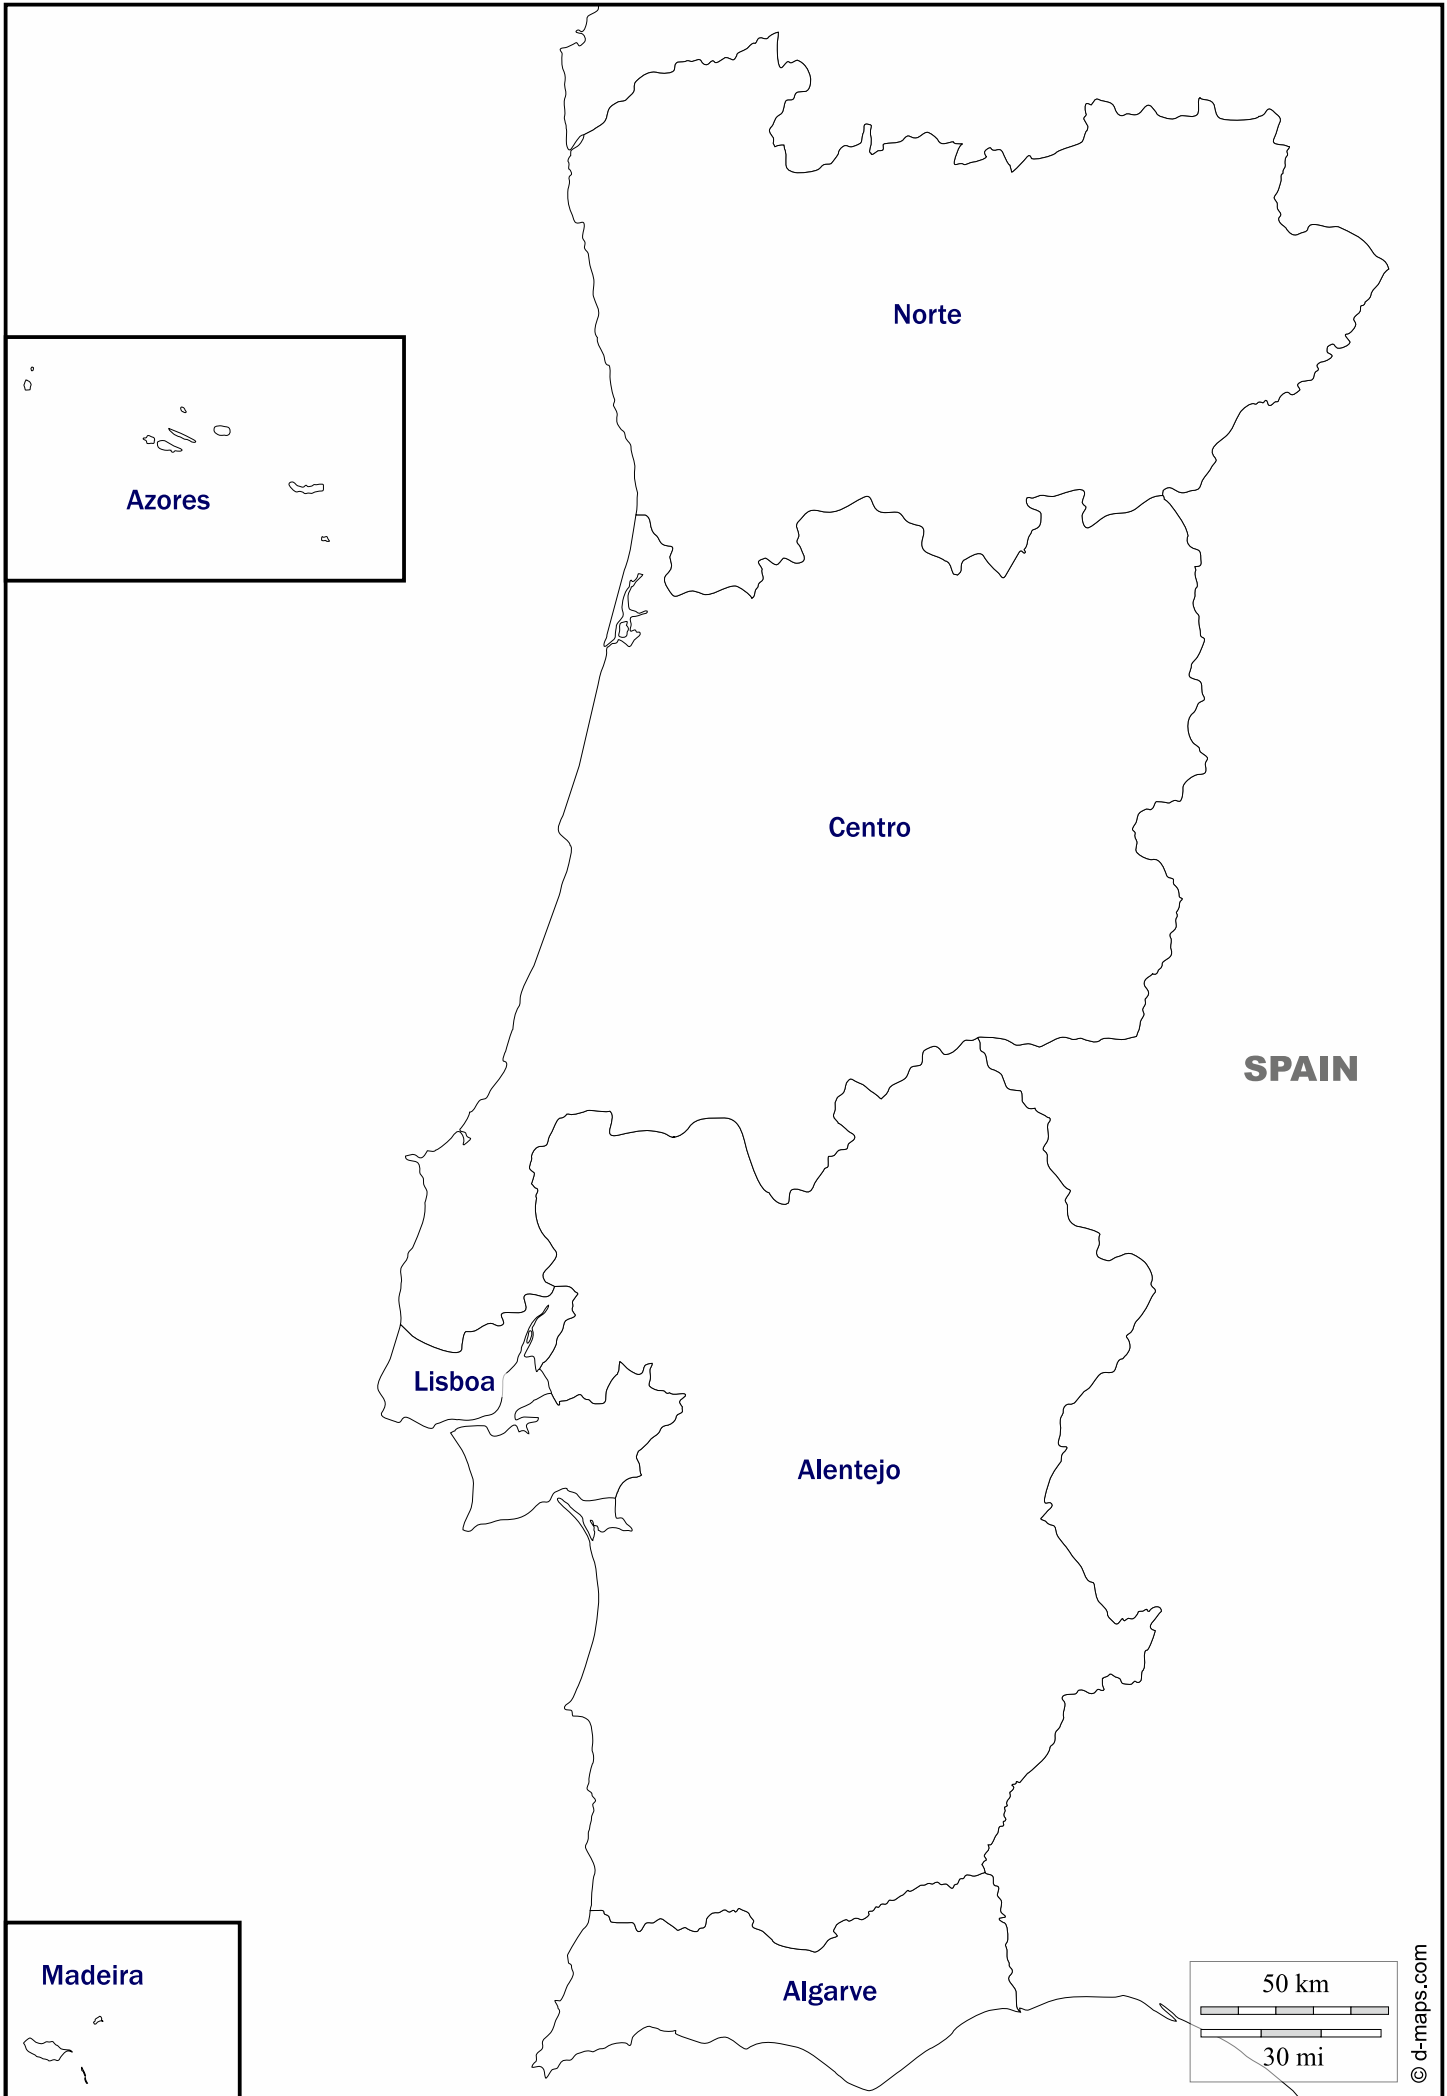 Norte
Azores
Centro
SPAIN
Lisboa
Alentejo
Madeira
Algarve
50 km
30 mi
© d-maps.com